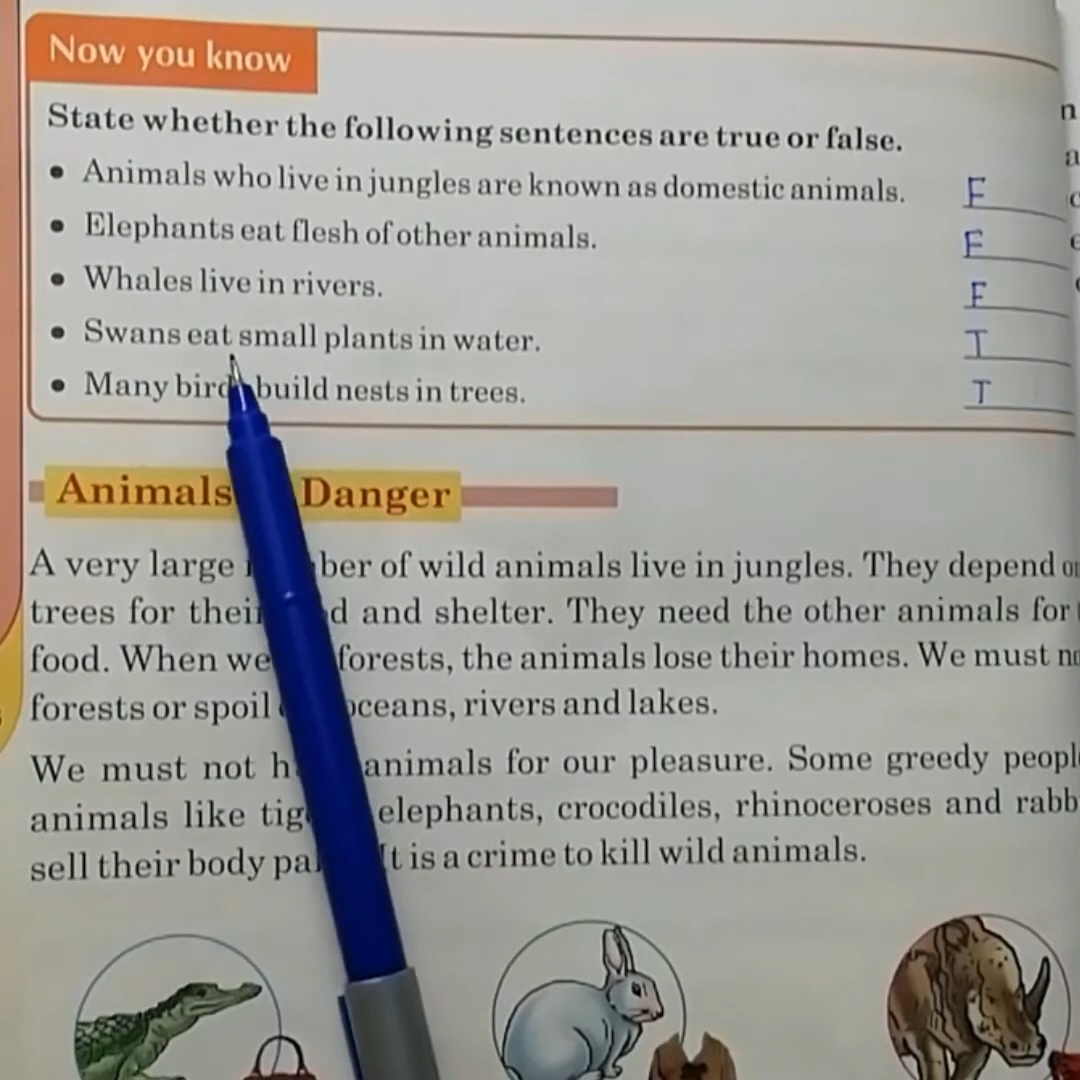 Now you know
State whether the following sentences are true or false.
• Animals who live in jungles are known as domestic animals. F
• Elephants eat flesh of other animals. F
• Whales live in rivers. F
• Swans eat small plants in water. T
• Many birds build nests in trees. T
Animals Danger
A very large ber of wild animals live in jungles. They depend on
trees for their d and shelter. They need the other animals for
food. When we forests, the animals lose their homes. We must
forests or spoil oceans, rivers and lakes.
We must not animals for our pleasure. Some greedy people
animals like elephants, crocodiles, rhinoceroses and
sell their body It is a crime to kill wild animals.